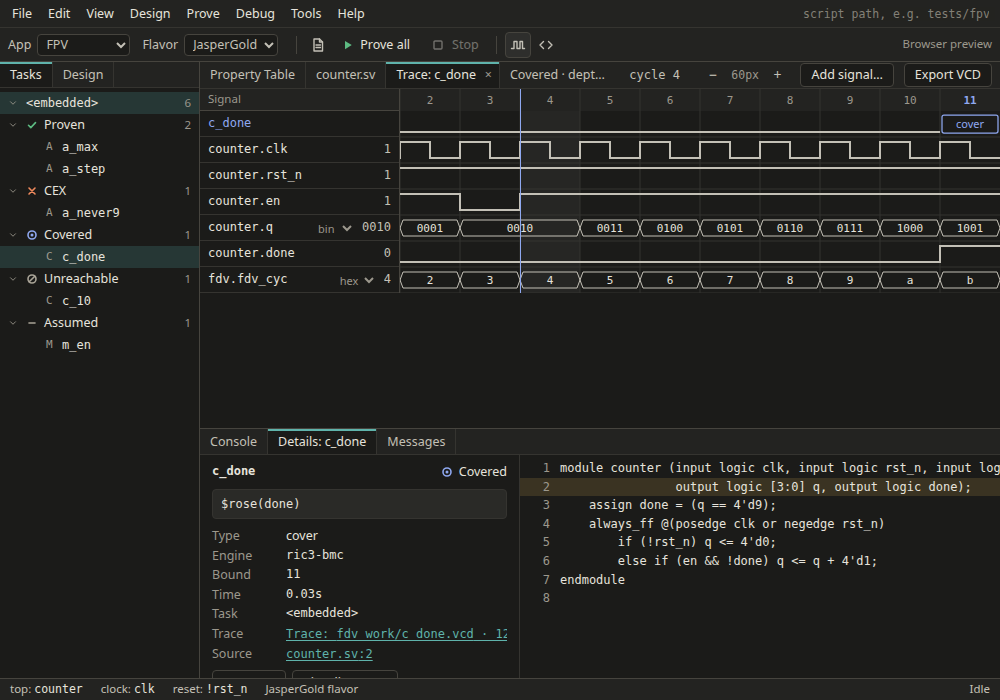 File Edit View Design Prove Debug Tools Help script path, e.g. tests/fpv
App FPV Flavor JasperGold Prove all Stop Browser preview
Tasks Design
<embedded> 6
Proven 2
A a_max
A a_step
CEX 1
A a_never9
Covered 1
C c_done
Unreachable 1
C c_10
Assumed 1
M m_en
Property Table counter.sv Trace: c_done × Covered · dept... cycle 4 − 60px + Add signal... Export VCD
Signal 2 3 4 5 6 7 8 9 10 11
c_done cover
counter.clk 1
counter.rst_n 1
counter.en 1
counter.q bin 0010 0001 0010 0011 0100 0101 0110 0111 1000 1001
counter.done 0
fdv.fdv_cyc hex 4 2 3 4 5 6 7 8 9 a b
Console Details: c_done Messages
c_done Covered
$rose(done)
Type cover
Engine ric3-bmc
Bound 11
Time 0.03s
Task <embedded>
Trace Trace: fdv_work/c_done.vcd · 12
Source counter.sv:2
1 module counter (input logic clk, input logic rst_n, input log
2 output logic [3:0] q, output logic done);
3 assign done = (q == 4'd9);
4 always_ff @(posedge clk or negedge rst_n)
5 if (!rst_n) q <= 4'd0;
6 else if (en && !done) q <= q + 4'd1;
7 endmodule
8
top: counter clock: clk reset: !rst_n JasperGold flavor Idle